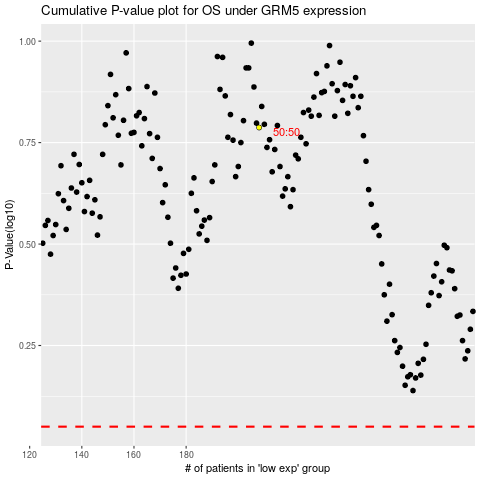 Cumulative P-value plot for OS under GRM5 expression
P-Value(log10)
1.00
0.75
0.50
0.25
50:50
120 140 160 180
# of patients in 'low exp' group